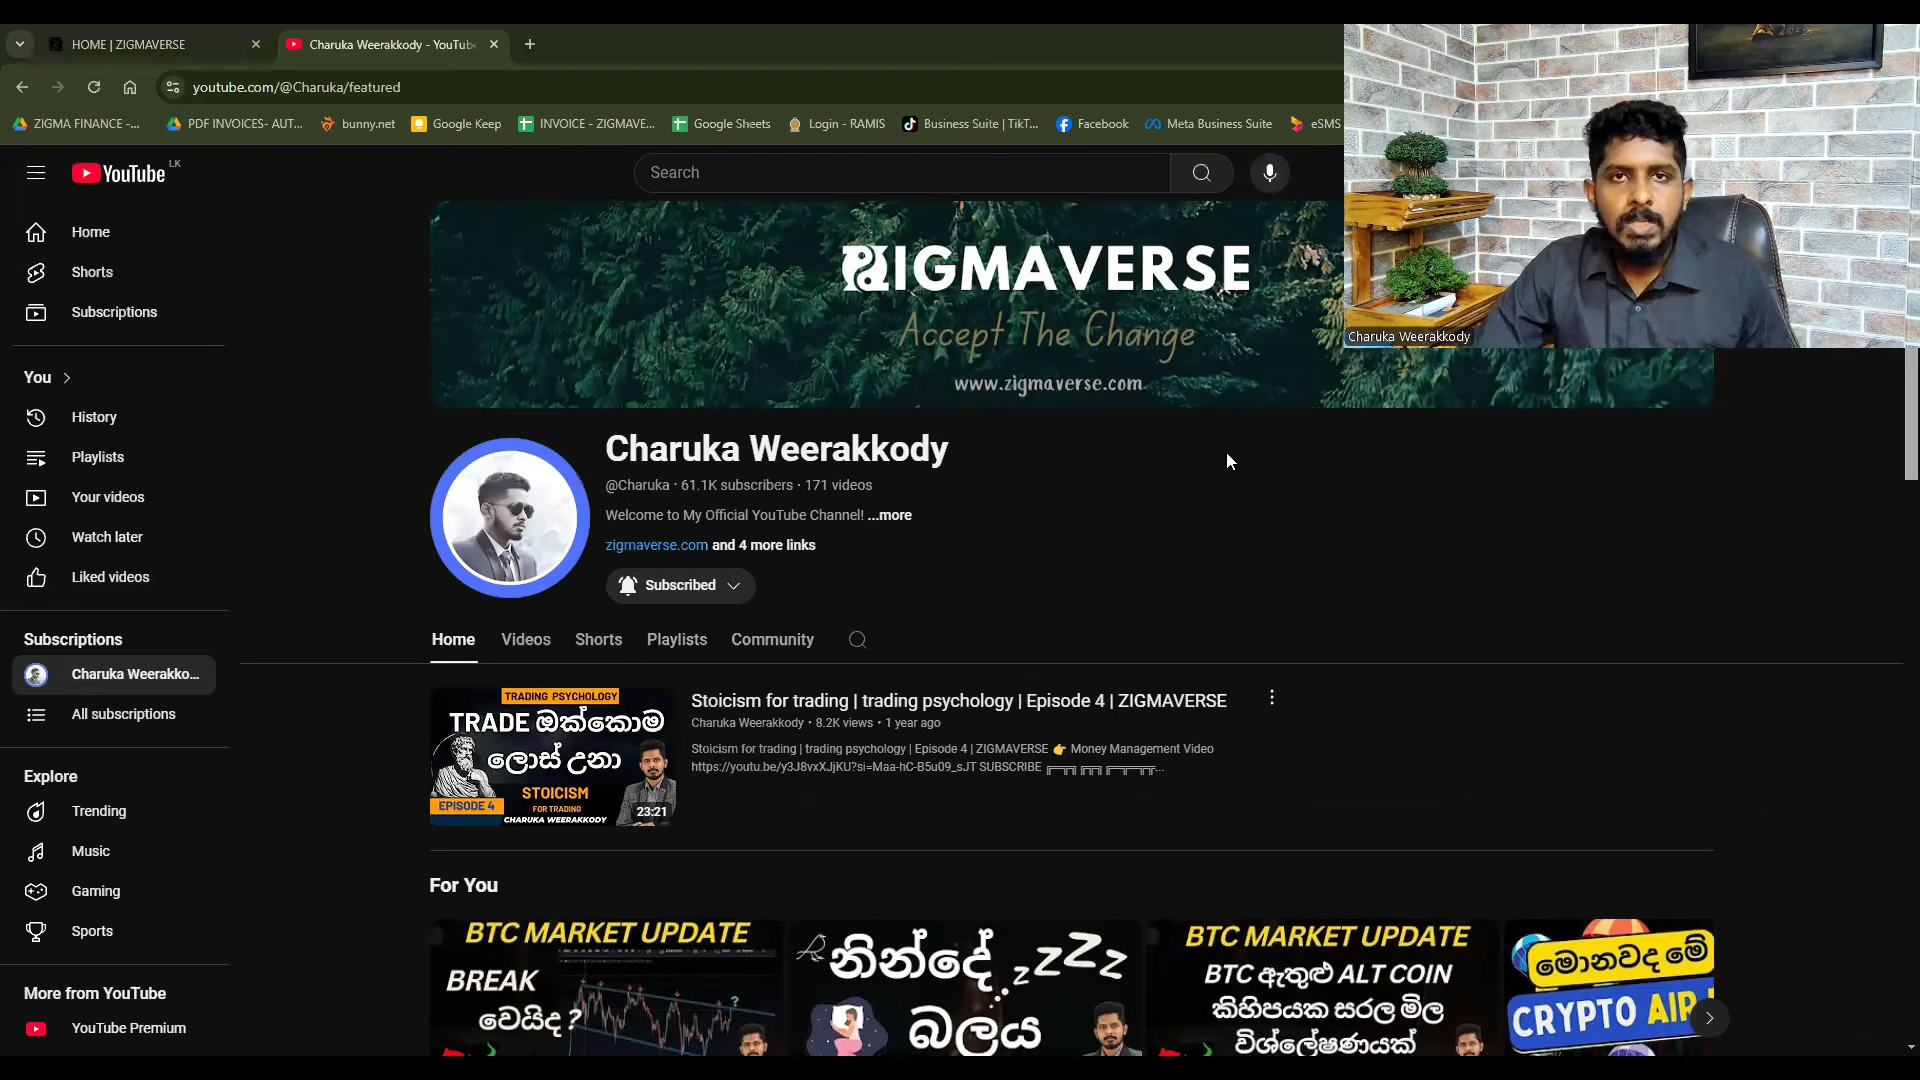 HOME | ZIGMAVERSE
Charuka Weerakkody - YouTub
youtube.com/@Charuka/featured
ZIGMA FINANCE -...
PDF INVOICES- AUT...
bunny.net
Google Keep
INVOICE - ZIGMAVE...
Google Sheets
Login - RAMIS
Business Suite | TikT...
Facebook
Meta Business Suite
eSMS
YouTube LK
Search
Home
Shorts
Subscriptions
You
History
Playlists
Your videos
Watch later
Liked videos
Subscriptions
Charuka Weerakko...
All subscriptions
Explore
Trending
Music
Gaming
Sports
More from YouTube
YouTube Premium
ZIGMAVERSE
Accept The Change
www.zigmaverse.com
Charuka Weerakkody
Charuka Weerakkody
@Charuka · 61.1K subscribers · 171 videos
Welcome to My Official YouTube Channel! ...more
zigmaverse.com and 4 more links
Subscribed
Home Videos Shorts Playlists Community
TRADING PSYCHOLOGY
TRADE ඔක්කොම
ලොස් උනා
STOICISM
FOR TRADING
EPISODE 4
CHARUKA WEERAKKODY
23:21
Stoicism for trading | trading psychology | Episode 4 | ZIGMAVERSE
Charuka Weerakkody · 8.2K views · 1 year ago
Stoicism for trading | trading psychology | Episode 4 | ZIGMAVERSE 👉 Money Management Video
https://youtu.be/y3J8vxXJjKU?si=Maa-hC-B5u09_sJT SUBSCRIBE
For You
BTC MARKET UPDATE
BREAK
වෙයිද ?
නින්දේ zZZz
බලය
BTC MARKET UPDATE
BTC ඇතුළු ALT COIN
කිහිපයක සරල මිල
විශ්ලේෂණයක්
මොනවද මේ
CRYPTO AIR